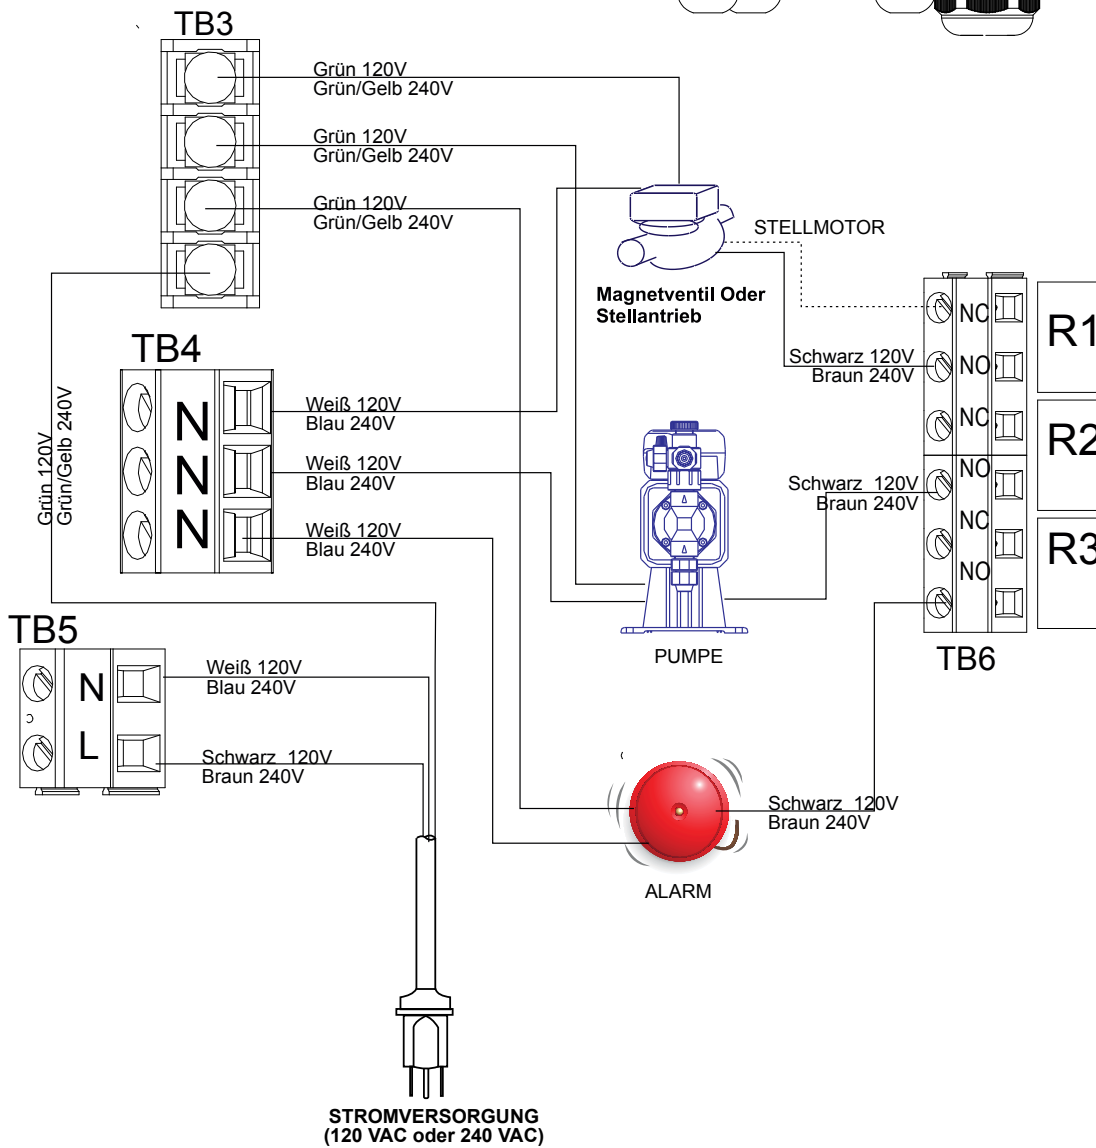 TB3
Grün 120V
Grün/Gelb 240V
Grün 120V
Grün/Gelb 240V
Grün 120V
Grün/Gelb 240V
STELLMOTOR
Magnetventil Oder
Stellantrieb
TB4
N
N
N
Weiß 120V
Blau 240V
Weiß 120V
Blau 240V
Weiß 120V
Blau 240V
Grün 120V
Grün/Gelb 240V
NC
NO
NC
NO
NC
NO
R1
R2
R3
Schwarz 120V
Braun 240V
Schwarz 120V
Braun 240V
TB6
PUMPE
TB5
N
L
Weiß 120V
Blau 240V
Schwarz 120V
Braun 240V
Schwarz 120V
Braun 240V
ALARM
STROMVERSORGUNG
(120 VAC oder 240 VAC)